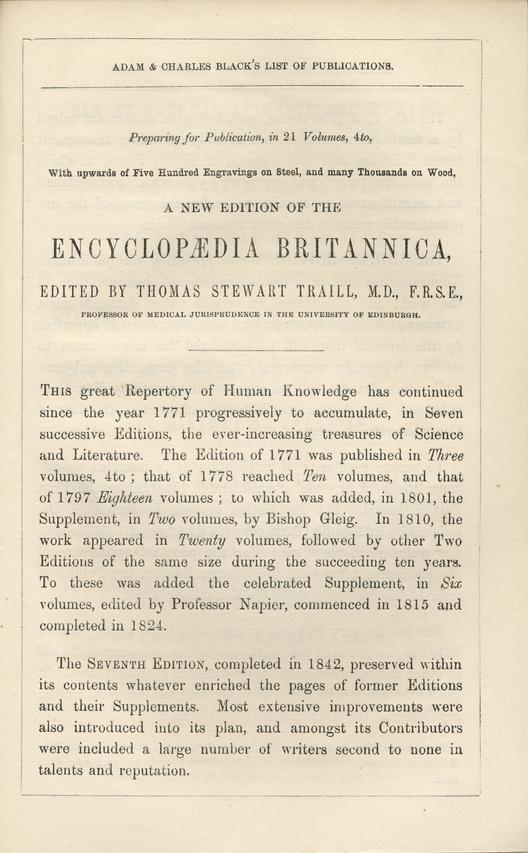 ADAM & CHARLES BLACK'S LIST OF PUBLICATIONS.
Preparing for Publication, in 21 Volumes, 4to,
With upwards of Five Hundred Engravings on Steel, and many Thousands on Wood,
A NEW EDITION OF THE
ENCYCLOPÆDIA BRITANNICA,
EDITED BY THOMAS STEWART TRAILL, M.D., F.R.S.E.,
PROFESSOR OF MEDICAL JURISPRUDENCE IN THE UNIVERSITY OF EDINBURGH.
THIS great Repertory of Human Knowledge has continued
since the year 1771 progressively to accumulate, in Seven
successive Editions, the ever-increasing treasures of Science
and Literature. The Edition of 1771 was published in Three
volumes, 4to; that of 1778 reached Ten volumes, and that
of 1797 Eighteen volumes; to which was added, in 1801, the
Supplement, in Two volumes, by Bishop Gleig. In 1810, the
work appeared in Twenty volumes, followed by other Two
Editions of the same size during the succeeding ten years.
To these was added the celebrated Supplement, in Six
volumes, edited by Professor Napier, commenced in 1815 and
completed in 1824.
The SEVENTH EDITION, completed in 1842, preserved within
its contents whatever enriched the pages of former Editions
and their Supplements. Most extensive improvements were
also introduced into its plan, and amongst its Contributors
were included a large number of writers second to none in
talents and reputation.